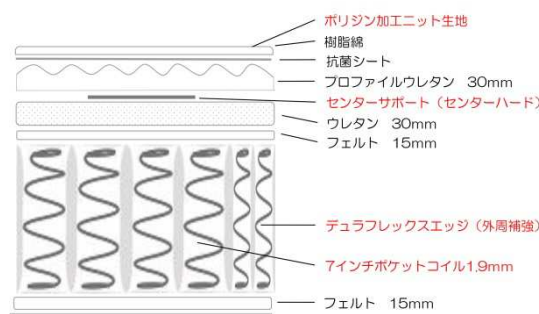 ポリジン加工ニット生地
樹脂綿
抗菌シート
プロファイルウレタン 30mm
センターサポート（センターハード）
ウレタン 30mm
フェルト 15mm
デュラフレックスエッジ（外周補強）
7インチポケットコイル1.9mm
フェルト 15mm